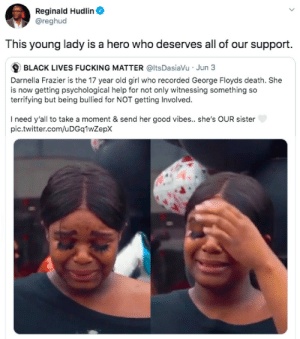 Reginald Hudlin
@reghud
This young lady is a hero who deserves all of our support.
BLACK LIVES FUCKING MATTER @ItsDasiaVu · Jun 3
Darnella Frazier is the 17 year old girl who recorded George Floyds death. She
is now getting psychological help for not only witnessing something so
terrifying but being bullied for NOT getting Involved.
I need y'all to take a moment & send her good vibes.. she's OUR sister 🤍
pic.twitter.com/uDGq1wZepX